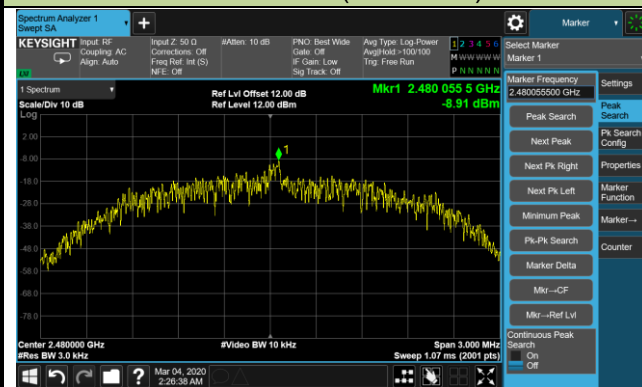 Spectrum Analyzer 1
Swept SA
+
Marker
KEYSIGHT
Input: RF
Coupling: AC
Align: Auto
Input Z: 50 Ω
Corrections: Off
Freq Ref: Int (S)
NFE: Off
#Atten: 10 dB
PNO: Best Wide
Gate: Off
IF Gain: Low
Sig Track: Off
Avg Type: Log-Power
Avg|Hold >100/100
Trig: Free Run
1 2 3 4 5 6
M W W W W W
P N N N N N
Select Marker
Marker 1
1 Spectrum
Scale/Div 10 dB
Log
Ref Lvl Offset 12.00 dB
Ref Level 12.00 dBm
Mkr1 2.480 055 5 GHz
-8.91 dBm
1
2.00
-8.00
-18.0
-28.0
-38.0
-48.0
-58.0
-68.0
-78.0
Center 2.480000 GHz
#Res BW 3.0 kHz
#Video BW 10 kHz
Span 3.000 MHz
Sweep 1.07 ms (2001 pts)
Marker Frequency
2.480055500 GHz
Peak Search
Next Peak
Next Pk Right
Next Pk Left
Minimum Peak
Pk-Pk Search
Marker Delta
Mkr→CF
Mkr→Ref Lvl
Continuous Peak
Search
On
Off
Settings
Peak
Search
Pk Search
Config
Properties
Marker
Function
Marker→
Counter
?
Mar 04, 2020
2:26:38 AM